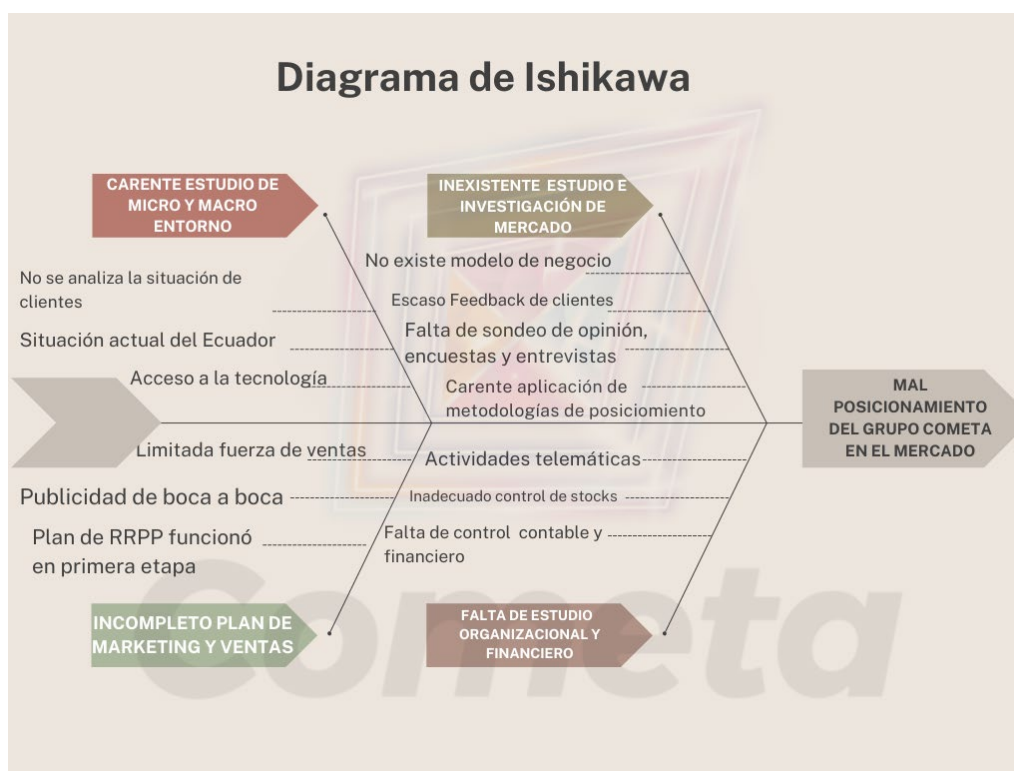 Diagrama de Ishikawa
CARENTE ESTUDIO DE
MICRO Y MACRO
ENTORNO
INEXISTENTE ESTUDIO E
INVESTIGACIÓN DE
MERCADO
No se analiza la situación de
clientes
Situación actual del Ecuador
Acceso a la tecnología
No existe modelo de negocio
Escaso Feedback de clientes
Falta de sondeo de opinión,
encuestas y entrevistas
Carente aplicación de
metodologías de posiciomiento
MAL
POSICIONAMIENTO
DEL GRUPO COMETA
EN EL MERCADO
Limitada fuerza de ventas
Publicidad de boca a boca
Plan de RRPP funcionó
en primera etapa
Actividades telemáticas
Inadecuado control de stocks
Falta de control contable y
financiero
INCOMPLETO PLAN DE
MARKETING Y VENTAS
FALTA DE ESTUDIO
ORGANIZACIONAL Y
FINANCIERO
Cometa